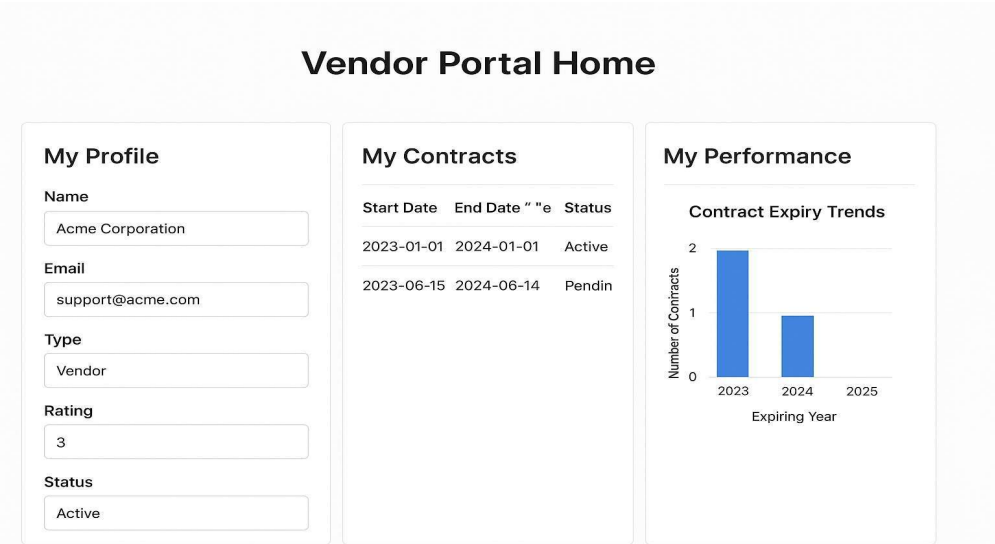 Vendor Portal Home
My Profile
Name
Acme Corporation
Email
support@acme.com
Type
Vendor
Rating
3
Status
Active
My Contracts
Start Date End Date “ "e Status
2023-01-01 2024-01-01 Active
2023-06-15 2024-06-14 Pendin
My Performance
Contract Expiry Trends
Number of Coniracts
2
1
0
2023 2024 2025
Expiring Year